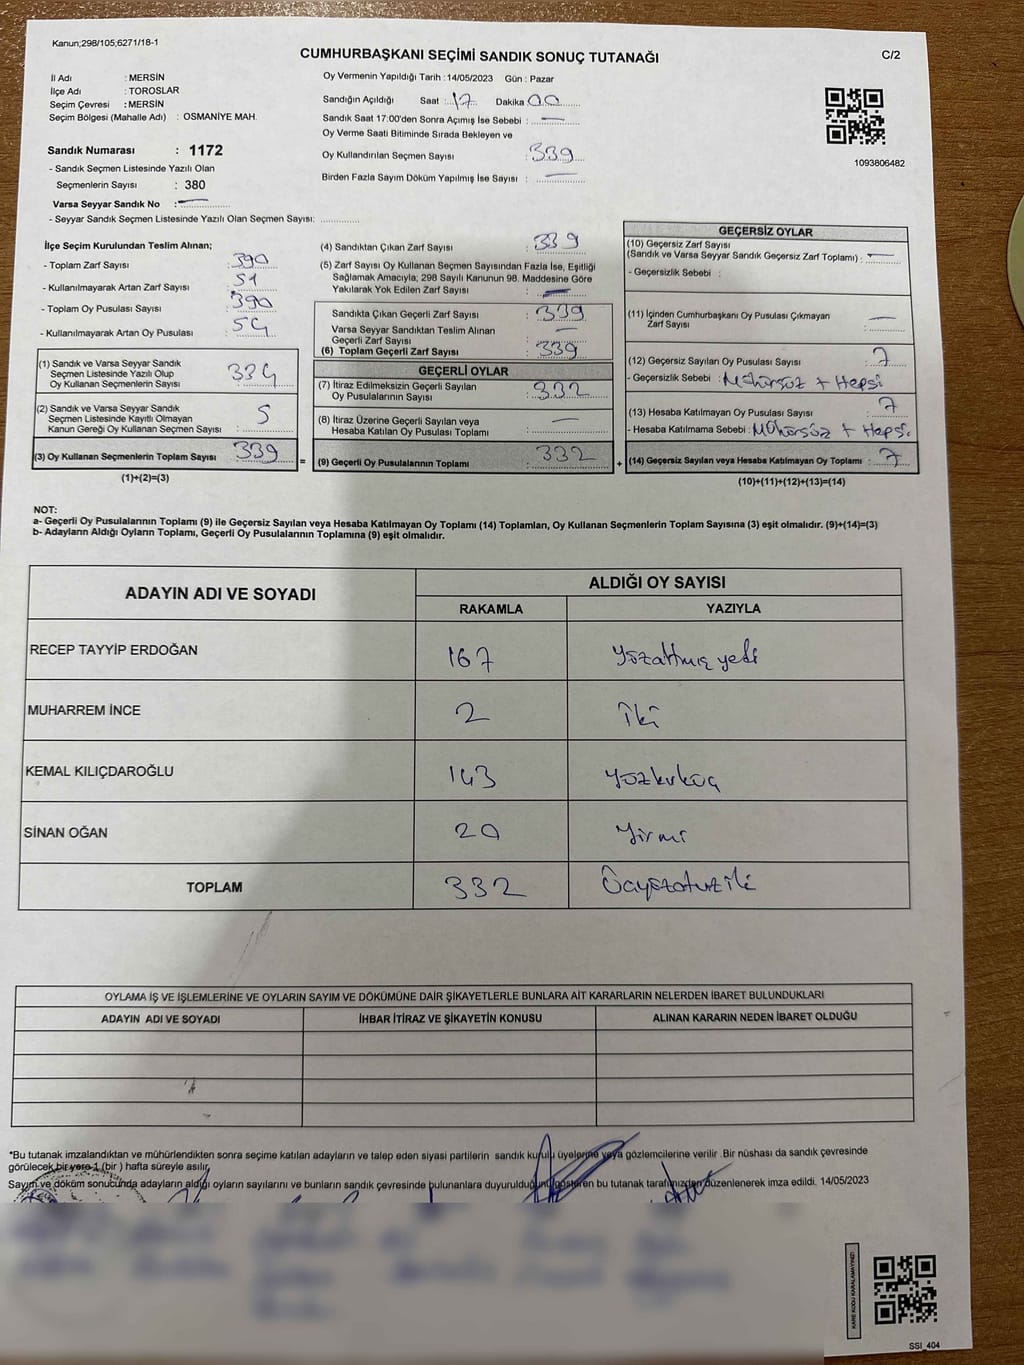 Kanun;298/105;6271/18-1
CUMHURBAŞKANI SEÇİMİ SANDIK SONUÇ TUTANAĞI
C/2
İl Adı : MERSİN
İlçe Adı : TOROSLAR
Seçim Çevresi : MERSİN
Seçim Bölgesi (Mahalle Adı) : OSMANİYE MAH.
Sandık Numarası : 1172
- Sandık Seçmen Listesinde Yazılı Olan
Seçmenlerin Sayısı : 380
Varsa Seyyar Sandık No : —
- Seyyar Sandık Seçmen Listesinde Yazılı Olan Seçmen Sayısı: ............
Oy Vermenin Yapıldığı Tarih : 14/05/2023 Gün : Pazar
Sandığın Açıldığı Saat : 17 Dakika 00
Sandık Saat 17:00'den Sonra Açımış İse Sebebi : —
Oy Verme Saati Bitiminde Sırada Bekleyen ve
Oy Kullandırılan Seçmen Sayısı : 339
Birden Fazla Sayım Döküm Yapılmış İse Sayısı : —
1093806482
İlçe Seçim Kurulundan Teslim Alınan;
- Toplam Zarf Sayısı : 390
- Kullanılmayarak Artan Zarf Sayısı : 51
- Toplam Oy Pusulası Sayısı : 390
- Kullanılmayarak Artan Oy Pusulası :
(1) Sandık ve Varsa Seyyar Sandık
Seçmen Listesinde Yazılı Olup
Oy Kullanan Seçmenlerin Sayısı : 334
(2) Sandık ve Varsa Seyyar Sandık
Seçmen Listesinde Kayıtlı Olmayan
Kanun Gereği Oy Kullanan Seçmen Sayısı : 5
(3) Oy Kullanan Seçmenlerin Toplam Sayısı : 339 =
(1)+(2)=(3)
(4) Sandıktan Çıkan Zarf Sayısı : 339
(5) Zarf Sayısı Oy Kullanan Seçmen Sayısından Fazla İse, Eşitliği
Sağlamak Amacıyla; 298 Sayılı Kanunun 98. Maddesine Göre
Yakılarak Yok Edilen Zarf Sayısı : —
Sandıkta Çıkan Geçerli Zarf Sayısı : 339
Varsa Seyyar Sandıktan Teslim Alınan
Geçerli Zarf Sayısı : —
(6) Toplam Geçerli Zarf Sayısı : 339
GEÇERLİ OYLAR
(7) İtiraz Edilmeksizin Geçerli Sayılan
Oy Pusulalarının Sayısı : 332
(8) İtiraz Üzerine Geçerli Sayılan veya
Hesaba Katılan Oy Pusulası Toplamı : —
(9) Geçerli Oy Pusulalarının Toplamı : 332 +
GEÇERSİZ OYLAR
(10) Geçersiz Zarf Sayısı
(Sandık ve Varsa Seyyar Sandık Geçersiz Zarf Toplamı) : —
- Geçersizlik Sebebi :
(11) İçinden Cumhurbaşkanı Oy Pusulası Çıkmayan
Zarf Sayısı : —
(12) Geçersiz Sayılan Oy Pusulası Sayısı : 7
- Geçersizlik Sebebi : Mühürsüz + Hepsi
(13) Hesaba Katılmayan Oy Pusulası Sayısı : 7
- Hesaba Katılmama Sebebi : Mühürsüz + Hepsi.
(14) Geçersiz Sayılan veya Hesaba Katılmayan Oy Toplamı : 7
(10)+(11)+(12)+(13)=(14)
NOT:
a- Geçerli Oy Pusulalarının Toplamı (9) ile Geçersiz Sayılan veya Hesaba Katılmayan Oy Toplamı (14) Toplamları, Oy Kullanan Seçmenlerin Toplam Sayısına (3) eşit olmalıdır. (9)+(14)=(3)
b- Adayların Aldığı Oyların Toplamı, Geçerli Oy Pusulalarının Toplamına (9) eşit olmalıdır.
ADAYIN ADI VE SOYADI
ALDIĞI OY SAYISI
RAKAMLA YAZIYLA
RECEP TAYYİP ERDOĞAN 167 Yüzaltmış yedi
MUHARREM İNCE 2 İki
KEMAL KILIÇDAROĞLU 143 Yüzkırküç
SİNAN OĞAN 20 Yirmi
TOPLAM 332 Üçyüzotuziki
OYLAMA İŞ VE İŞLEMLERİNE VE OYLARIN SAYIM VE DÖKÜMÜNE DAİR ŞİKAYETLERLE BUNLARA AİT KARARLARIN NELERDEN İBARET BULUNDUKLARI
ADAYIN ADI VE SOYADI İHBAR İTİRAZ VE ŞİKAYETİN KONUSU ALINAN KARARIN NEDEN İBARET OLDUĞU
*Bu tutanak imzalandıktan ve mühürlendikten sonra seçime katılan adayların ve talep eden siyasi partilerin sandık kurulu üyelerine veya gözlemcilerine verilir .Bir nüshası da sandık çevresinde
görülecek bir yere 1 (bir ) hafta süreyle asılır.
Sayım ve döküm sonucunda adayların aldığı oyların sayılarını ve bunların sandık çevresinde bulunanlara duyurulduğunu gösteren bu tutanak tarafımızdan düzenlenerek imza edildi. 14/05/2023
KARE KODU KARALAMAYINIZ!
SSI_404